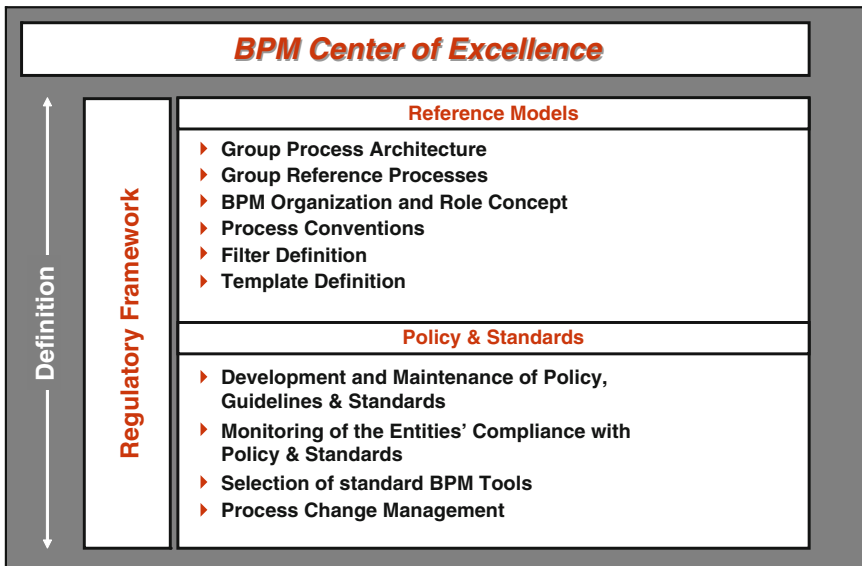 BPM Center of Excellence
Definition
Regulatory Framework
Reference Models
Group Process Architecture
Group Reference Processes
BPM Organization and Role Concept
Process Conventions
Filter Definition
Template Definition
Policy & Standards
Development and Maintenance of Policy,
Guidelines & Standards
Monitoring of the Entities’ Compliance with
Policy & Standards
Selection of standard BPM Tools
Process Change Management